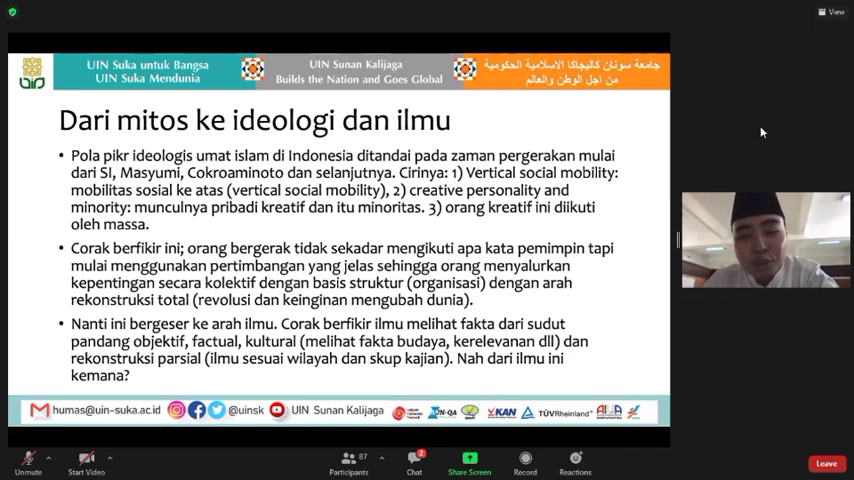 View
UIN Suka untuk Bangsa
UIN Suka Mendunia
UIN Sunan Kalijaga
Builds the Nation and Goes Global
جامعة سونان كاليجاكا الاسلامية الحكومية
من اجل الوطن والعالم
Dari mitos ke ideologi dan ilmu
• Pola pikr ideologis umat islam di Indonesia ditandai pada zaman pergerakan mulai
dari SI, Masyumi, Cokroaminoto dan selanjutnya. Cirinya: 1) Vertical social mobility:
mobilitas sosial ke atas (vertical social mobility), 2) creative personality and
minority: munculnya pribadi kreatif dan itu minoritas. 3) orang kreatif ini diikuti
oleh massa.
• Corak berfikir ini; orang bergerak tidak sekadar mengikuti apa kata pemimpin tapi
mulai menggunakan pertimbangan yang jelas sehingga orang menyalurkan
kepentingan secara kolektif dengan basis struktur (organisasi) dengan arah
rekonstruksi total (revolusi dan keinginan mengubah dunia).
• Nanti ini bergeser ke arah ilmu. Corak berfikir ilmu melihat fakta dari sudut
pandang objektif, factual, kultural (melihat fakta budaya, kerelevanan dll) dan
rekonstruksi parsial (ilmu sesuai wilayah dan skup kajian). Nah dari ilmu ini
kemana?
humas@uin-suka.ac.id
@uinsk
UIN Sunan Kalijaga
KAN
TÜVRheinland
Unmute
Start Video
87
Participants
2
Chat
Share Screen
Record
Reactions
Leave